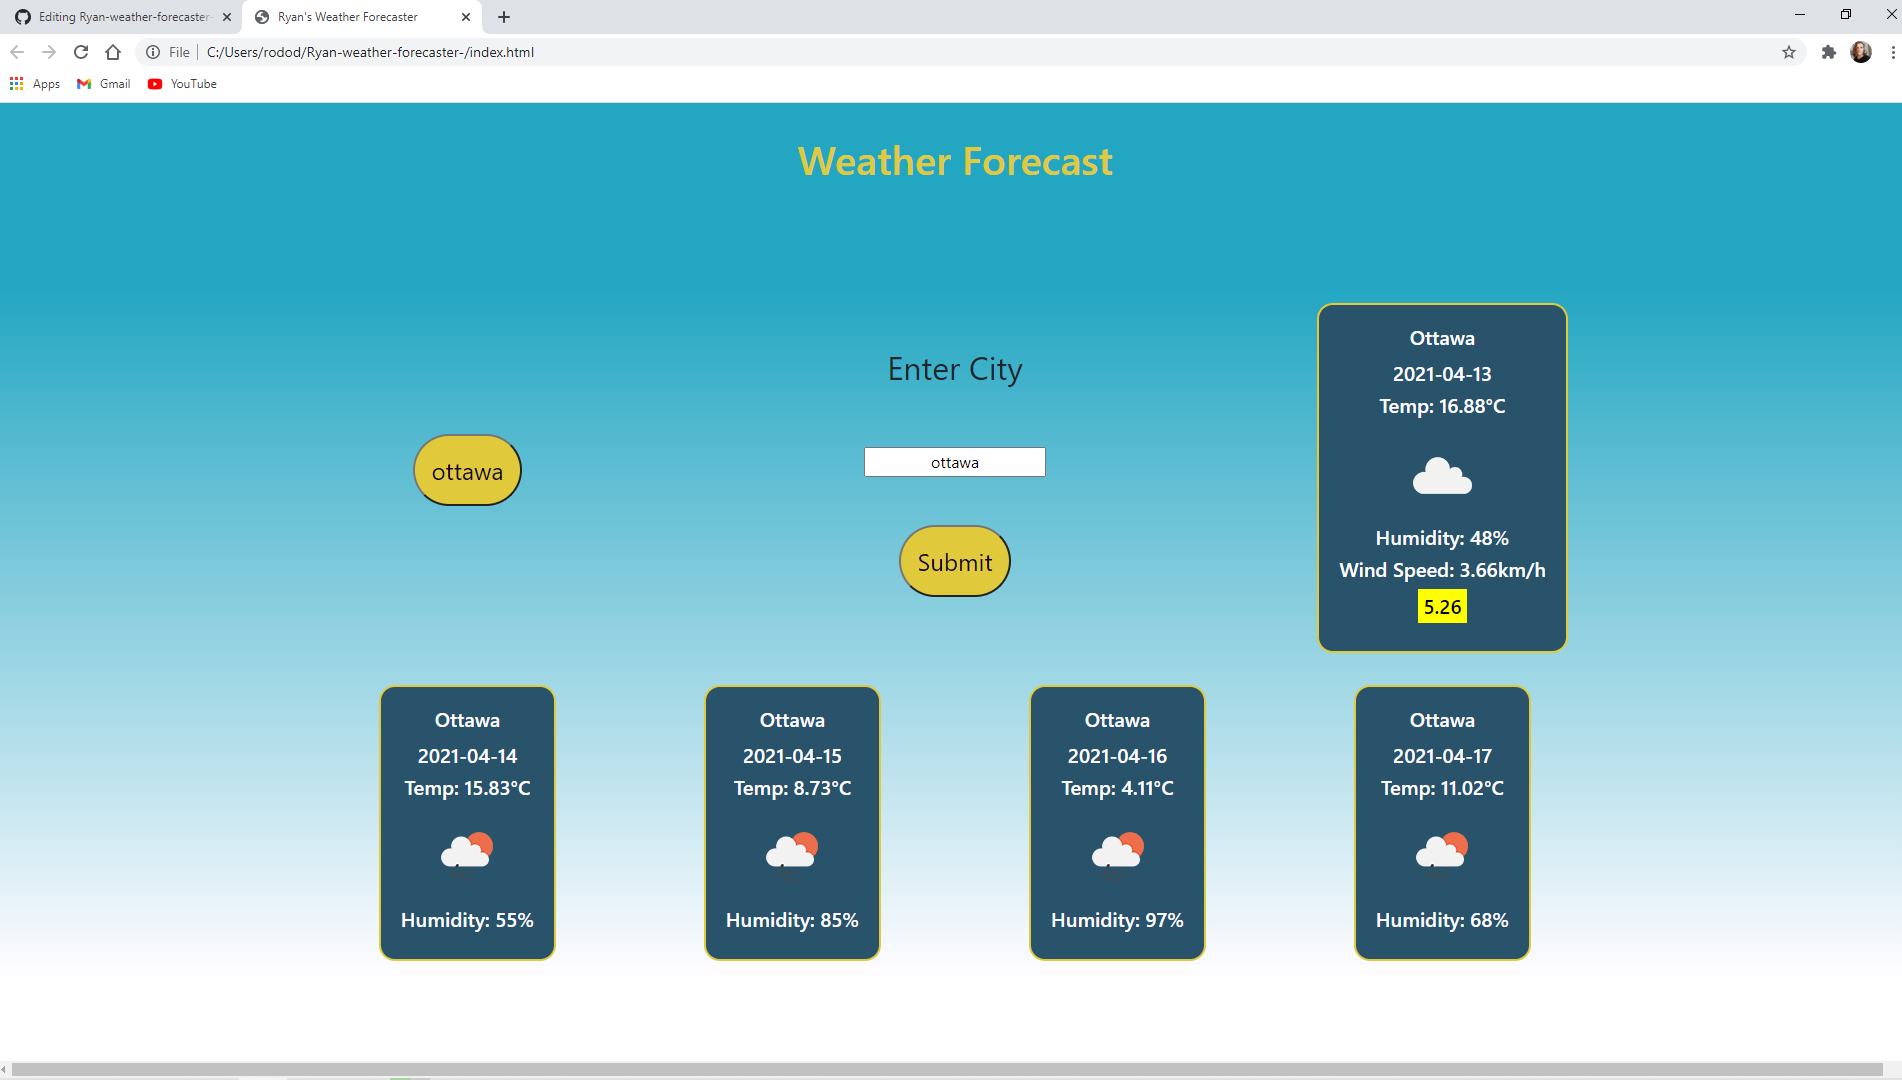 Editing Ryan-weather-forecaster-
Ryan's Weather Forecaster
File
C:/Users/rodod/Ryan-weather-forecaster-/index.html
Apps
Gmail
YouTube
Weather Forecast
Enter City
ottawa
ottawa
Submit
Ottawa
2021-04-13
Temp: 16.88°C
Humidity: 48%
Wind Speed: 3.66km/h
5.26
Ottawa
2021-04-14
Temp: 15.83°C
Humidity: 55%
Ottawa
2021-04-15
Temp: 8.73°C
Humidity: 85%
Ottawa
2021-04-16
Temp: 4.11°C
Humidity: 97%
Ottawa
2021-04-17
Temp: 11.02°C
Humidity: 68%